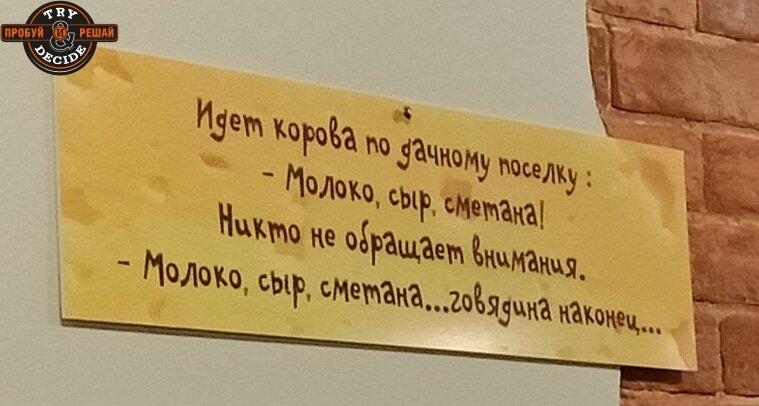 TRY
ПРОБУЙ И РЕШАЙ
DECIDE
Идет корова по дачному поселку :
- Молоко, сыр, сметана!
Никто не обращает внимания.
- Молоко, сыр, сметана...говядина наконец...